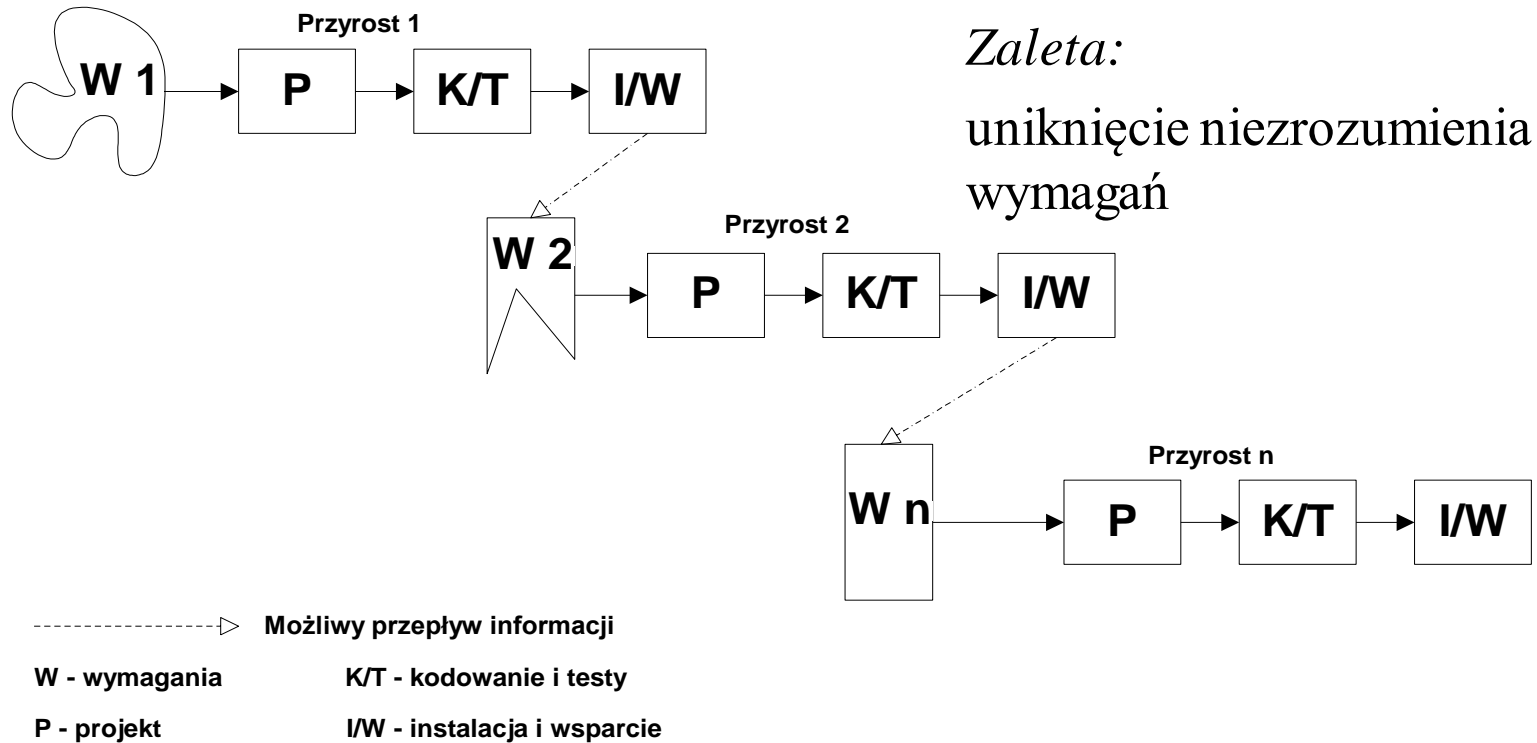 Przyrost 1
W 1
P
K/T
I/W
Zaleta:
uniknięcie niezrozumienia
wymagań
Przyrost 2
W 2
P
K/T
I/W
Przyrost n
W n
P
K/T
I/W
Możliwy przepływ informacji
W - wymagania
K/T - kodowanie i testy
P - projekt
I/W - instalacja i wsparcie